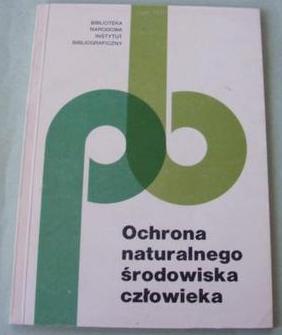 BIBLIOTEKA
NARODOWA
INSTYTUT
BIBLIOGRAFICZNY
pb
Ochrona
naturalnego
środowiska
człowieka